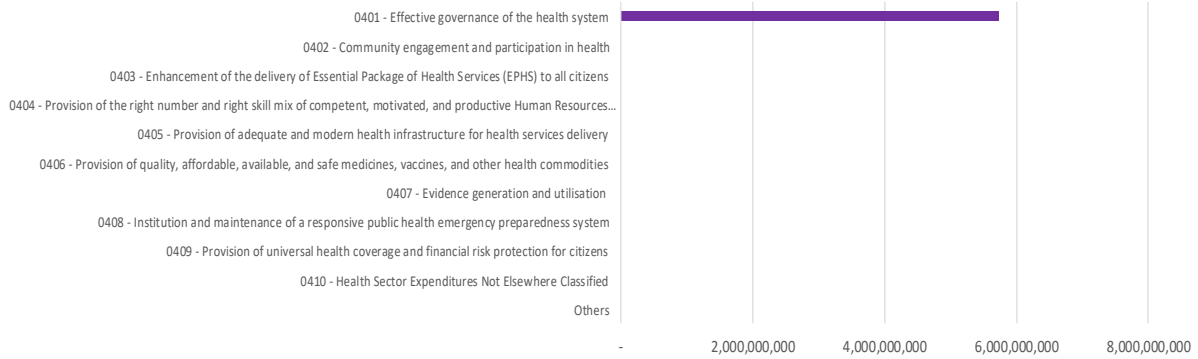 0401 - Effective governance of the health system
0402 - Community engagement and participation in health
0403 - Enhancement of the delivery of Essential Package of Health Services (EPHS) to all citizens
0404 - Provision of the right number and right skill mix of competent, motivated, and productive Human Resources...
0405 - Provision of adequate and modern health infrastructure for health services delivery
0406 - Provision of quality, affordable, available, and safe medicines, vaccines, and other health commodities
0407 - Evidence generation and utilisation
0408 - Institution and maintenance of a responsive public health emergency preparedness system
0409 - Provision of universal health coverage and financial risk protection for citizens
0410 - Health Sector Expenditures Not Elsewhere Classified
Others
- 2,000,000,000 4,000,000,000 6,000,000,000 8,000,000,000